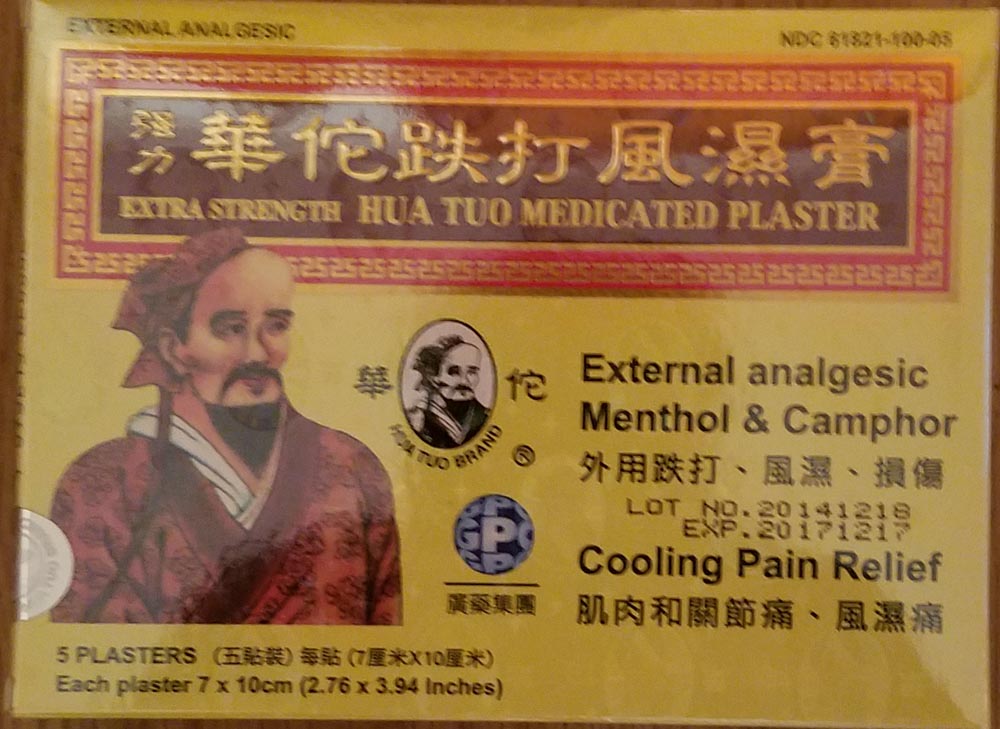 EXTERNAL ANALGESIC
NDC 61821-100-05
強力 華佗跌打風濕膏
EXTRA STRENGTH HUA TUO MEDICATED PLASTER
華 佗
HUA TUO BRAND ®
External analgesic
Menthol & Camphor
外用跌打、風濕、損傷
LOT NO.20141218
EXP.20171217
GPC
廣藥集團
Cooling Pain Relief
肌肉和關節痛、風濕痛
5 PLASTERS (五貼裝) 每貼 (7厘米X10厘米)
Each plaster 7 x 10cm (2.76 x 3.94 Inches)